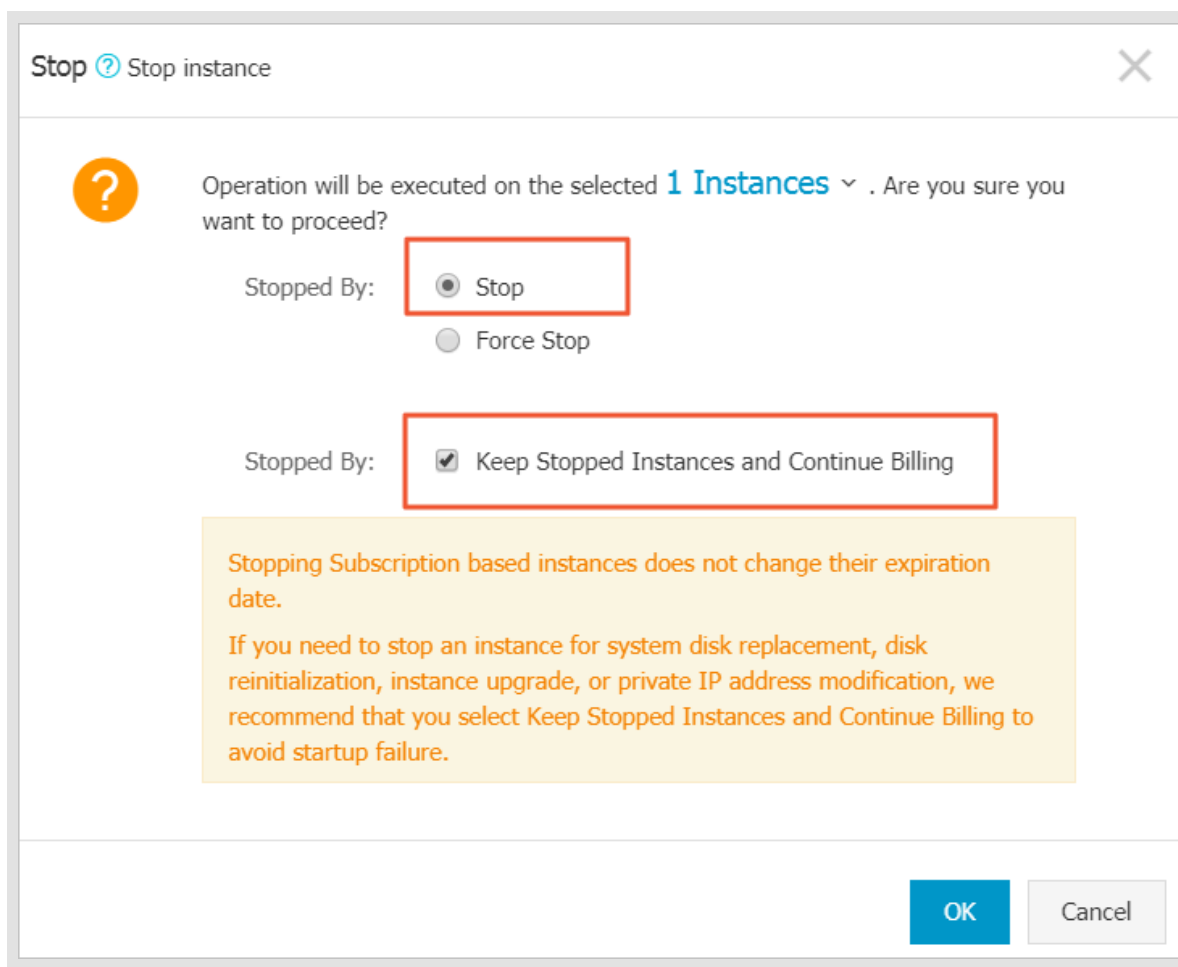 Stop ? Stop instance
?
Operation will be executed on the selected 1 Instances . Are you sure you
want to proceed?
Stopped By: Stop
Force Stop
Stopped By: Keep Stopped Instances and Continue Billing
Stopping Subscription based instances does not change their expiration
date.
If you need to stop an instance for system disk replacement, disk
reinitialization, instance upgrade, or private IP address modification, we
recommend that you select Keep Stopped Instances and Continue Billing to
avoid startup failure.
OK Cancel